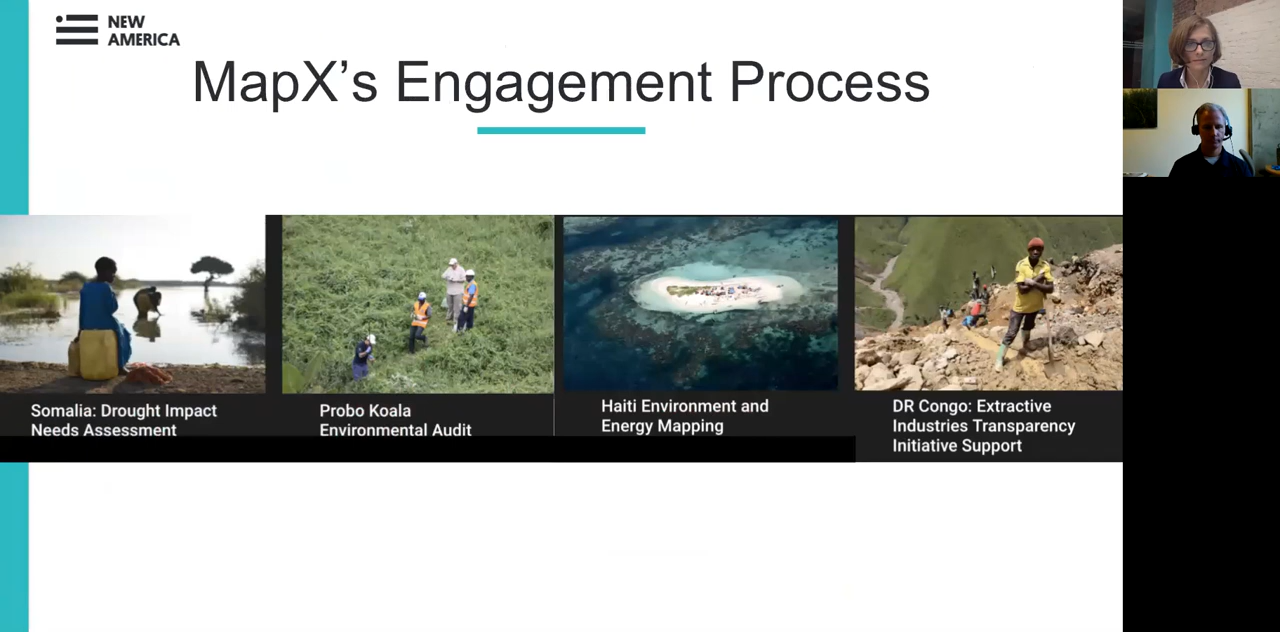 NEW
AMERICA
MapX's Engagement Process
Somalia: Drought Impact
Needs Assessment
Probo Koala
Environmental Audit
Haiti Environment and
Energy Mapping
DR Congo: Extractive
Industries Transparency
Initiative Support